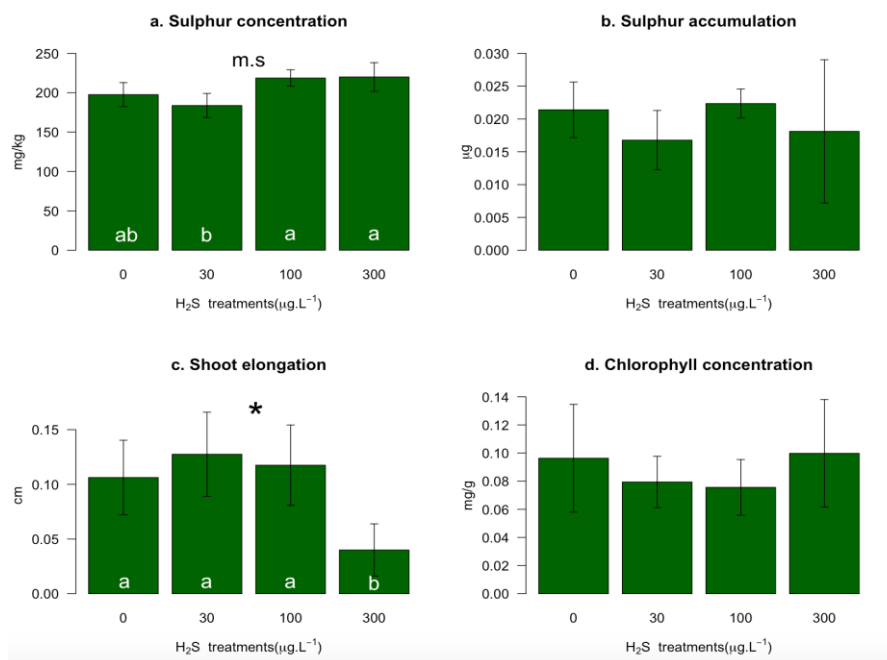 a. Sulphur concentration
250
200
150
100
50
0
mg/kg
m.s
ab
b
a
a
0
30
100
300
H₂S treatments(μg.L⁻¹)
b. Sulphur accumulation
0.030
0.025
0.020
0.015
0.010
0.005
0.000
μg
0
30
100
300
H₂S treatments(μg.L⁻¹)
c. Shoot elongation
0.15
0.10
0.05
0.00
cm
*
a
a
a
b
0
30
100
300
H₂S treatments(μg.L⁻¹)
d. Chlorophyll concentration
0.14
0.12
0.10
0.08
0.06
0.04
0.02
0.00
mg/g
0
30
100
300
H₂S treatments(μg.L⁻¹)